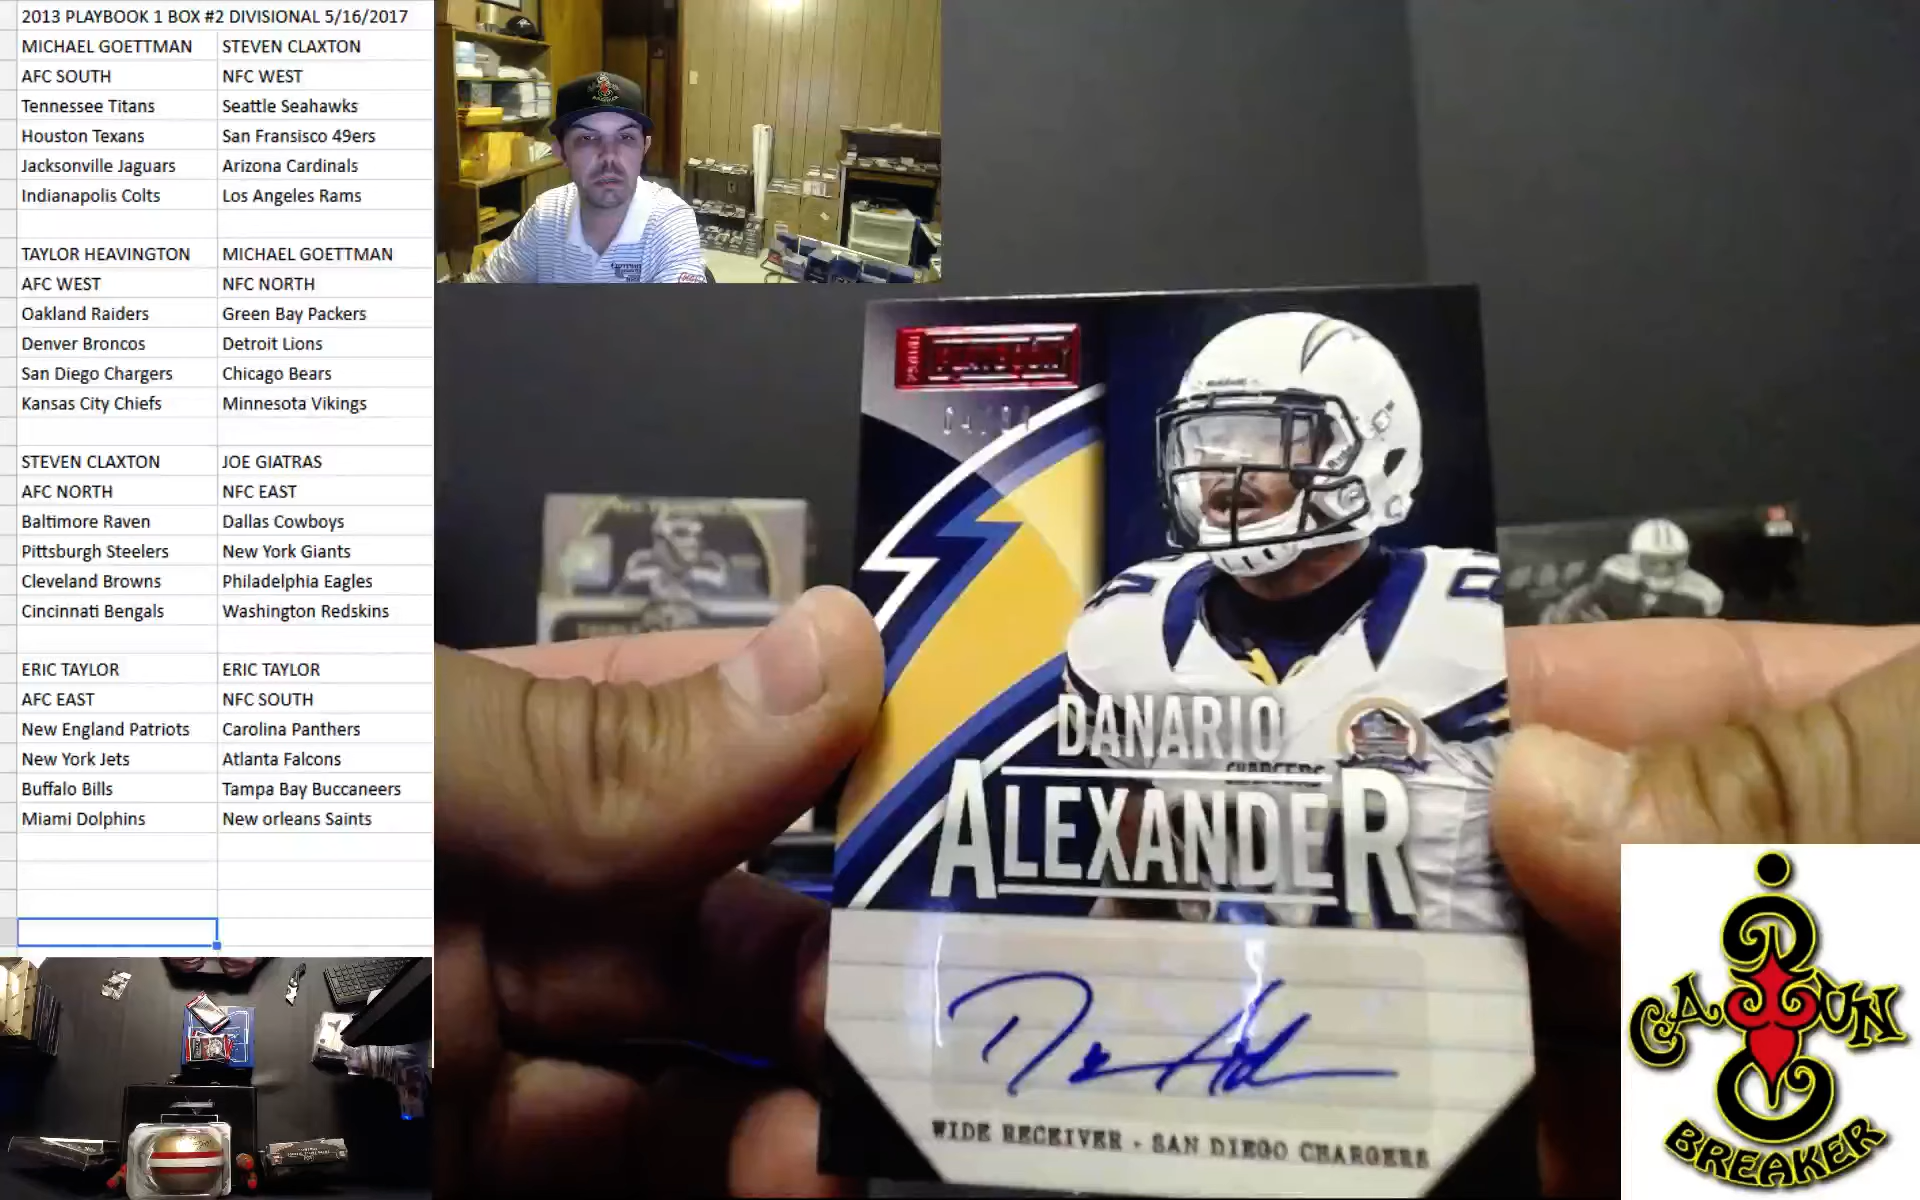 2013 PLAYBOOK 1 BOX #2 DIVISIONAL 5/16/2017
MICHAEL GOETTMAN STEVEN CLAXTON
AFC SOUTH NFC WEST
Tennessee Titans Seattle Seahawks
Houston Texans San Fransisco 49ers
Jacksonville Jaguars Arizona Cardinals
Indianapolis Colts Los Angeles Rams
TAYLOR HEAVINGTON MICHAEL GOETTMAN
AFC WEST NFC NORTH
Oakland Raiders Green Bay Packers
Denver Broncos Detroit Lions
San Diego Chargers Chicago Bears
Kansas City Chiefs Minnesota Vikings
STEVEN CLAXTON JOE GIATRAS
AFC NORTH NFC EAST
Baltimore Raven Dallas Cowboys
Pittsburgh Steelers New York Giants
Cleveland Browns Philadelphia Eagles
Cincinnati Bengals Washington Redskins
ERIC TAYLOR ERIC TAYLOR
AFC EAST NFC SOUTH
New England Patriots Carolina Panthers
New York Jets Atlanta Falcons
Buffalo Bills Tampa Bay Buccaneers
Miami Dolphins New orleans Saints
DANARIO
CHARGERS
ALEXANDER
WIDE RECEIVER - SAN DIEGO CHARGERS
CAJUN
BREAKER